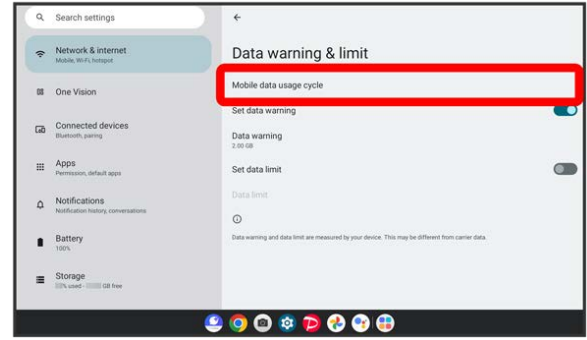 Search settings
Network & internet
Mobile, Wi-Fi, hotspot
One Vision
Connected devices
Bluetooth, pairing
Apps
Permission, default apps
Notifications
Notification history, conversations
Battery
100%
Storage
% used - GB free
Data warning & limit
Mobile data usage cycle
Set data warning
Data warning
2.00 GB
Set data limit
Data limit
Data warning and data limit are measured by your device. This may be different from carrier data.